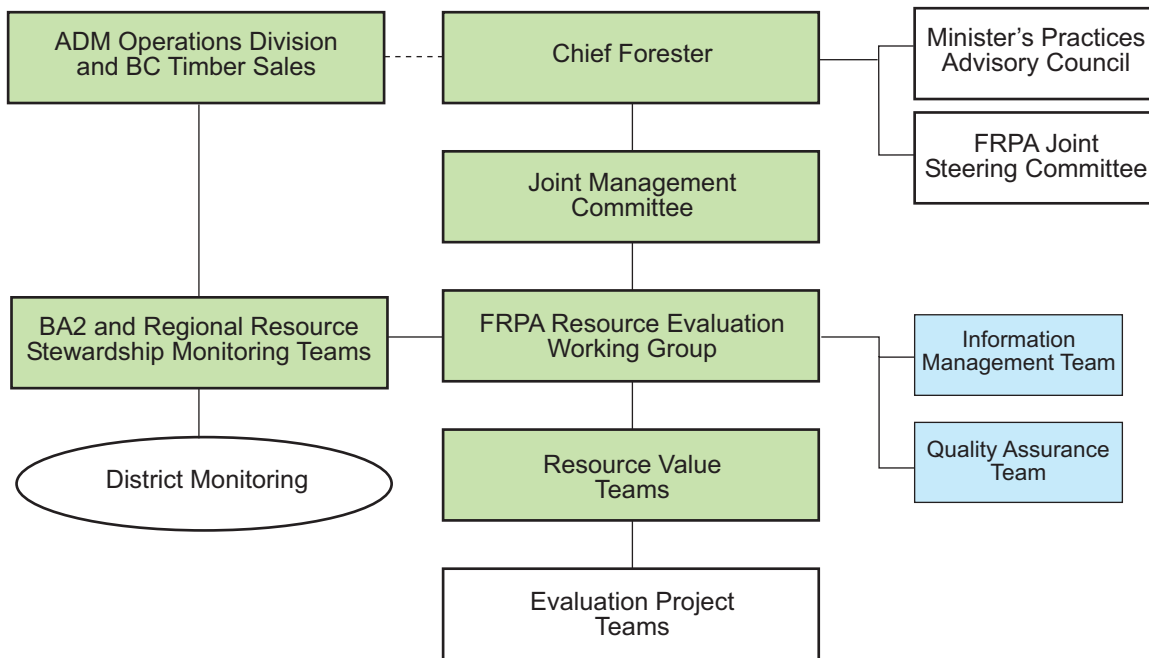 ADM Operations Division
and BC Timber Sales
Chief Forester
Minister’s Practices
Advisory Council
FRPA Joint
Steering Committee
Joint Management
Committee
BA2 and Regional Resource
Stewardship Monitoring Teams
FRPA Resource Evaluation
Working Group
Information
Management Team
Quality Assurance
Team
District Monitoring
Resource Value
Teams
Evaluation Project
Teams